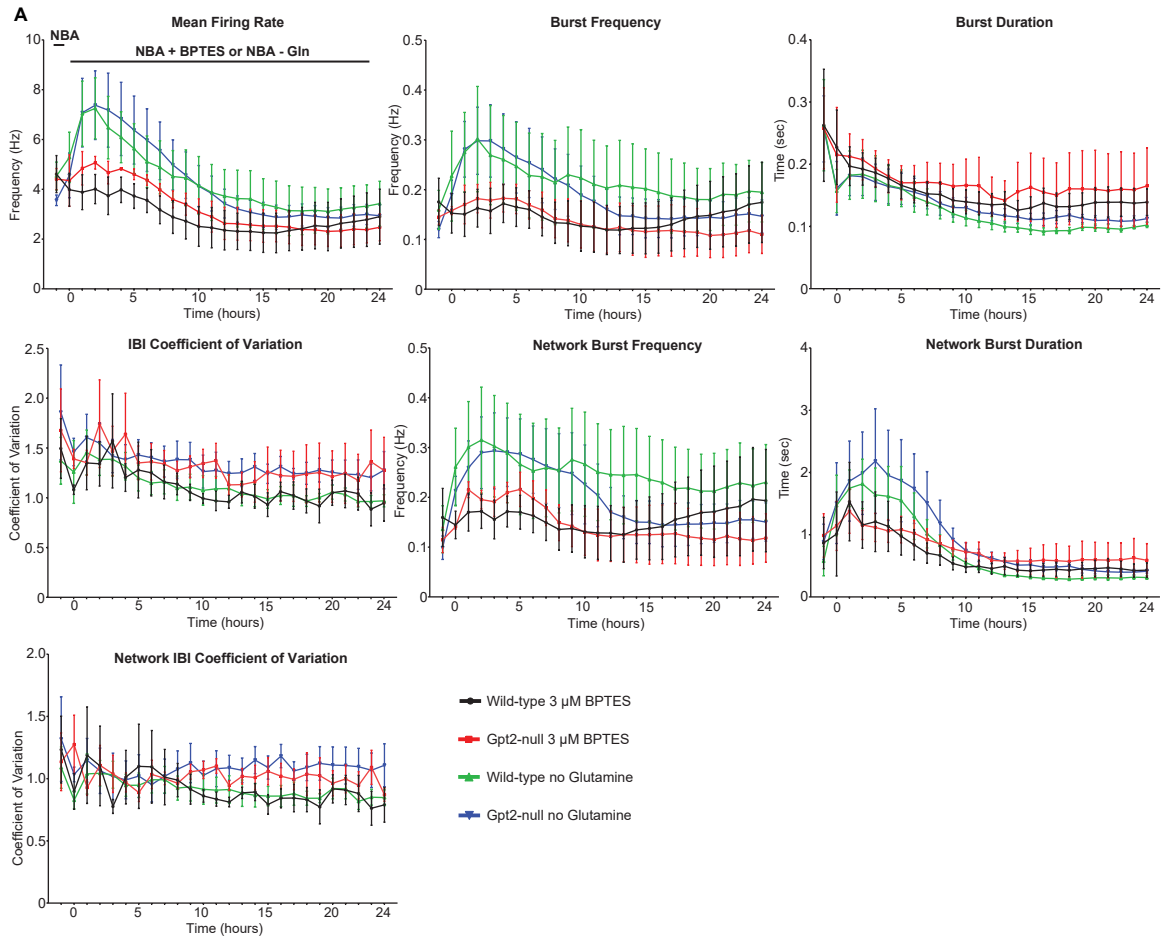 A
Mean Firing Rate
NBA
NBA + BPTES or NBA - Gln
Frequency (Hz)
10
8
6
4
2
0
0 5 10 15 20 24
Time (hours)
Burst Frequency
Frequency (Hz)
0.5
0.4
0.3
0.2
0.1
0
0 5 10 15 20 24
Time (hours)
Burst Duration
Time (sec)
0.4
0.3
0.2
0.1
0
0 5 10 15 20 24
Time (hours)
IBI Coefficient of Variation
Coefficient of Variation
2.5
2.0
1.5
1.0
0.5
0
0 5 10 15 20 24
Time (hours)
Network Burst Frequency
Frequency (Hz)
0.5
0.4
0.3
0.2
0.1
0
0 5 10 15 20 24
Time (hours)
Network Burst Duration
Time (sec)
4
3
2
1
0
0 5 10 15 20 24
Time (hours)
Network IBI Coefficient of Variation
Coefficient of Variation
2.0
1.5
1.0
0.5
0
0 5 10 15 20 24
Time (hours)
Wild-type 3 µM BPTES
Gpt2-null 3 µM BPTES
Wild-type no Glutamine
Gpt2-null no Glutamine